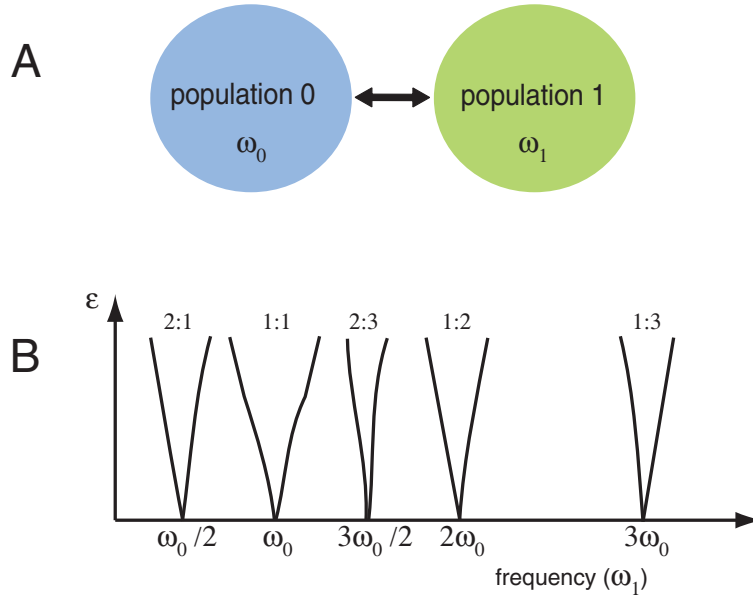 A
population 0
ω₀
population 1
ω₁
B
ε
2:1 1:1 2:3 1:2 1:3
ω₀/2 ω₀ 3ω₀/2 2ω₀ 3ω₀
frequency (ω₁)